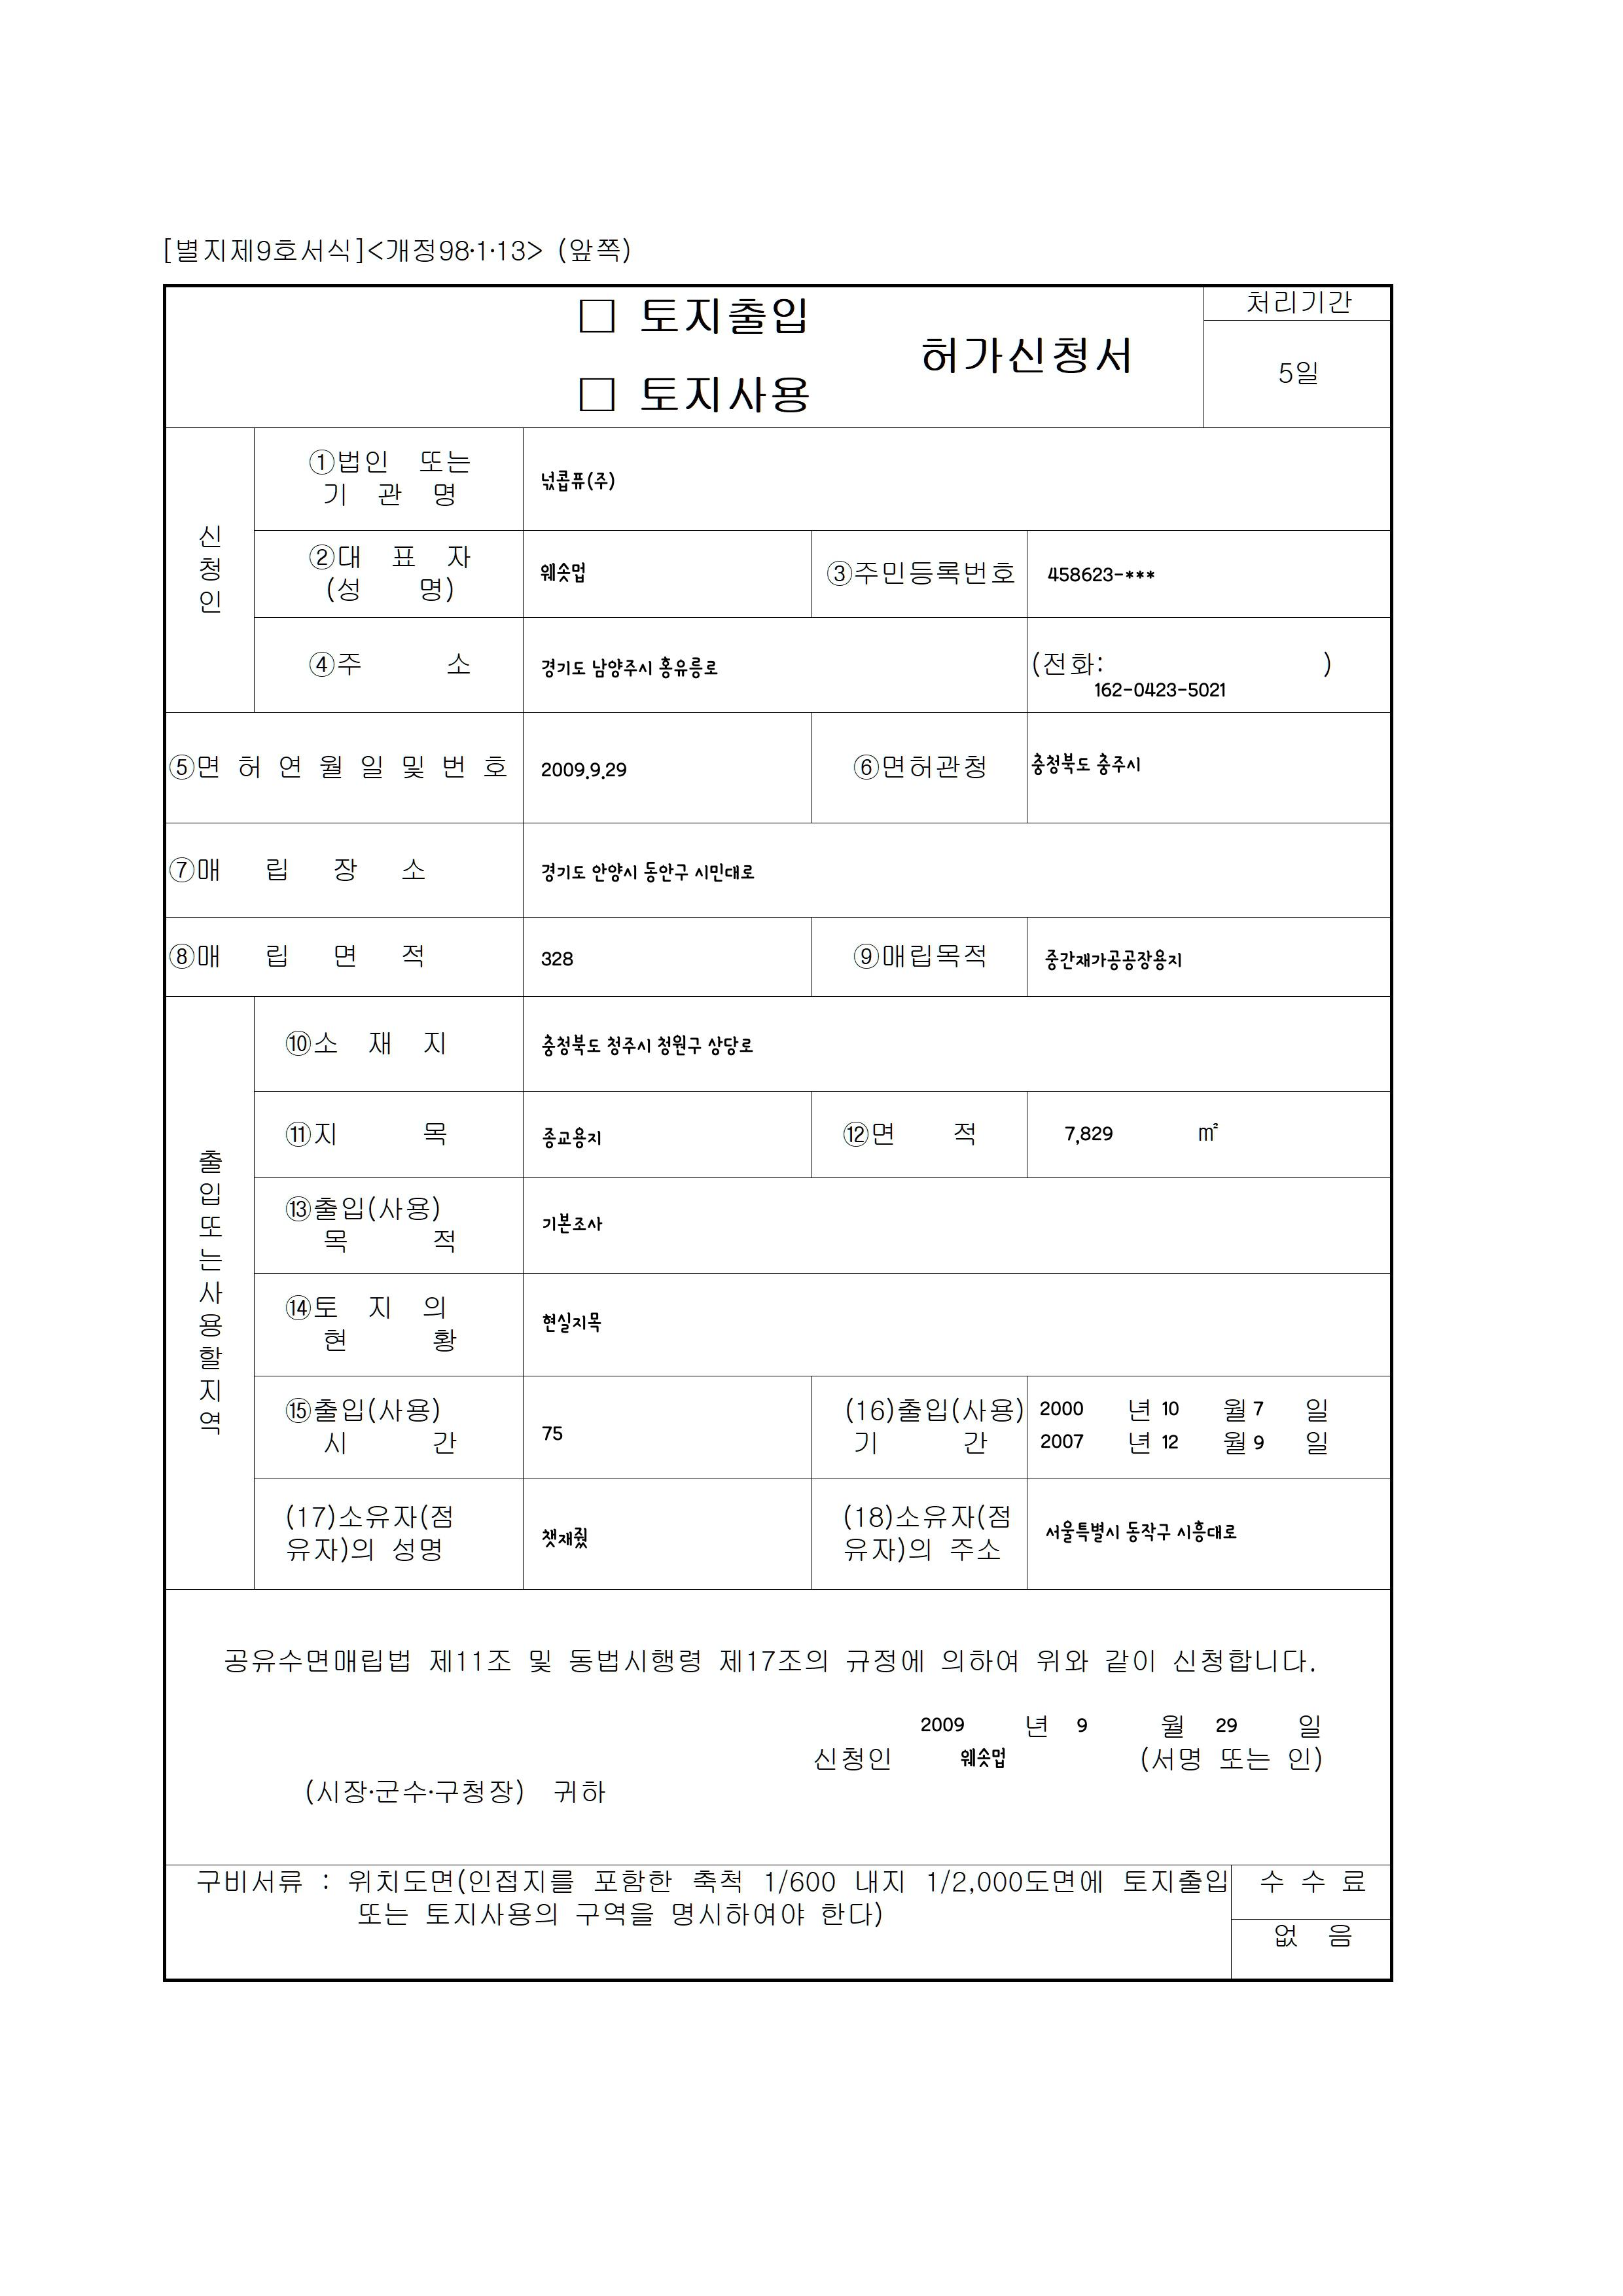 [별지제9호서식]<개정98·1·13> (앞쪽)
□ 토지출입
□ 토지사용
허가신청서
처리기간
5일
신청인
①법인 또는
기 관 명
넋콥퓨(주)
②대 표 자
(성 명)
웨솟멉
③주민등록번호
458623-***
④주 소
경기도 남양주시 홍유릉로
(전화: )
162-0423-5021
⑤면 허 연 월 일 및 번 호
2009.9.29
⑥면허관청
충청북도 충주시
⑦매 립 장 소
경기도 안양시 동안구 시민대로
⑧매 립 면 적
328
⑨매립목적
중간재가공공장용지
출입또는사용할지역
⑩소 재 지
충청북도 청주시 청원구 상당로
⑪지 목
종교용지
⑫면 적
7,829 ㎡
⑬출입(사용)
목 적
기본조사
⑭토 지 의
현 황
현실지목
⑮출입(사용)
시 간
75
(16)출입(사용)
기 간
2000 년 10 월 7 일
2007 년 12 월 9 일
(17)소유자(점
유자)의 성명
챗재줬
(18)소유자(점
유자)의 주소
서울특별시 동작구 시흥대로
공유수면매립법 제11조 및 동법시행령 제17조의 규정에 의하여 위와 같이 신청합니다.
2009 년 9 월 29 일
신청인 웨솟멉 (서명 또는 인)
(시장·군수·구청장) 귀하
구비서류 : 위치도면(인접지를 포함한 축척 1/600 내지 1/2,000도면에 토지출입
또는 토지사용의 구역을 명시하여야 한다)
수 수 료
없 음